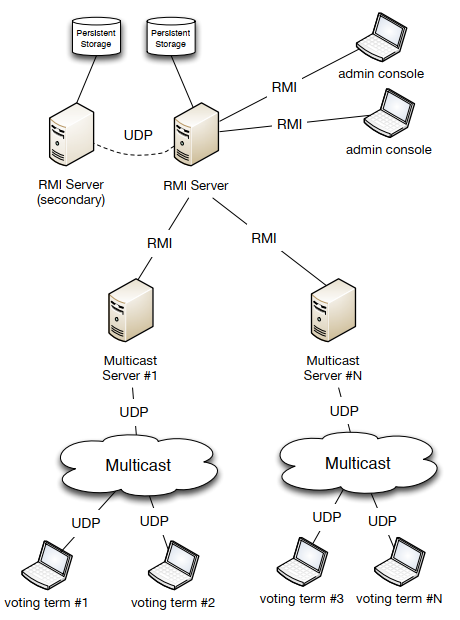 Persistent
Storage
Persistent
Storage
admin console
RMI
RMI
UDP
admin console
RMI Server
(secondary)
RMI Server
RMI
RMI
Multicast
Server #1
Multicast
Server #N
UDP
UDP
Multicast
Multicast
UDP
UDP
UDP
UDP
voting term #1
voting term #2
voting term #3
voting term #N